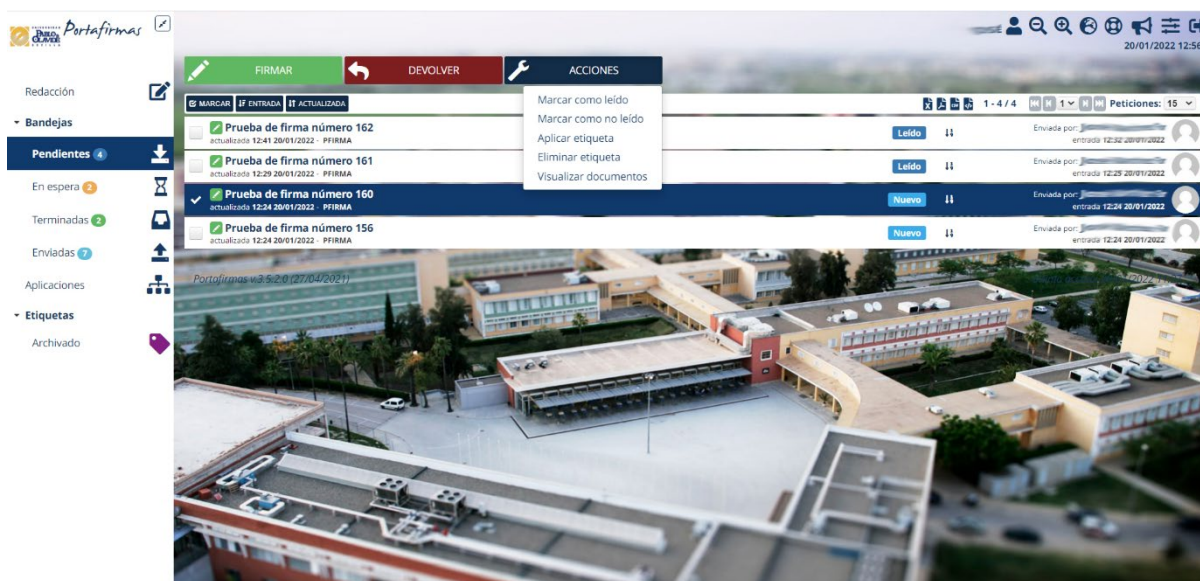 PABLO
OLAVIDE
SEVILLA
Portafirmas
20/01/2022 12:56
FIRMAR
DEVOLVER
ACCIONES
Redacción
Bandejas
Pendientes 4
En espera 2
Terminadas 2
Enviadas 7
Aplicaciones
Etiquetas
Archivado
MARCAR ENTRADA ACTUALIZADA
1 - 4 / 4 1 Peticiones: 15
Marcar como leído
Marcar como no leído
Aplicar etiqueta
Eliminar etiqueta
Visualizar documentos
Prueba de firma número 162
actualizada 12:41 20/01/2022 - PFIRMA
Leído
Enviada por:
entrada 12:32 20/01/2022
Prueba de firma número 161
actualizada 12:29 20/01/2022 - PFIRMA
Leído
Enviada por:
entrada 12:25 20/01/2022
Prueba de firma número 160
actualizada 12:24 20/01/2022 - PFIRMA
Nuevo
Enviada por:
entrada 12:24 20/01/2022
Prueba de firma número 156
actualizada 12:24 20/01/2022 - PFIRMA
Nuevo
Enviada por:
entrada 12:24 20/01/2022
Portafirmas v.3.5.2.0 (27/04/2021)